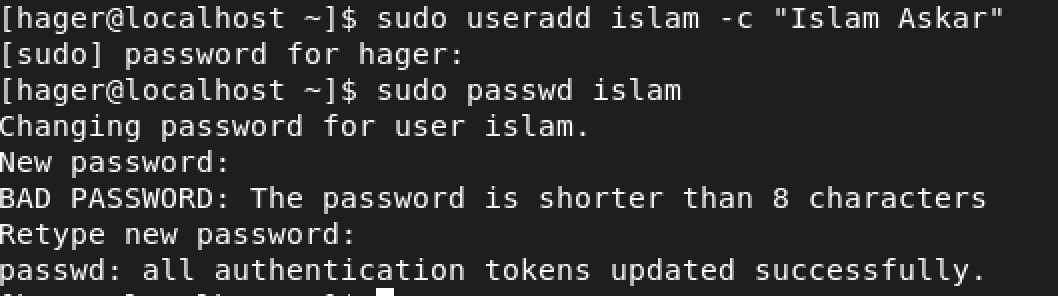 [hager@localhost ~]$ sudo useradd islam -c "Islam Askar"
[sudo] password for hager:
[hager@localhost ~]$ sudo passwd islam
Changing password for user islam.
New password:
BAD PASSWORD: The password is shorter than 8 characters
Retype new password:
passwd: all authentication tokens updated successfully.